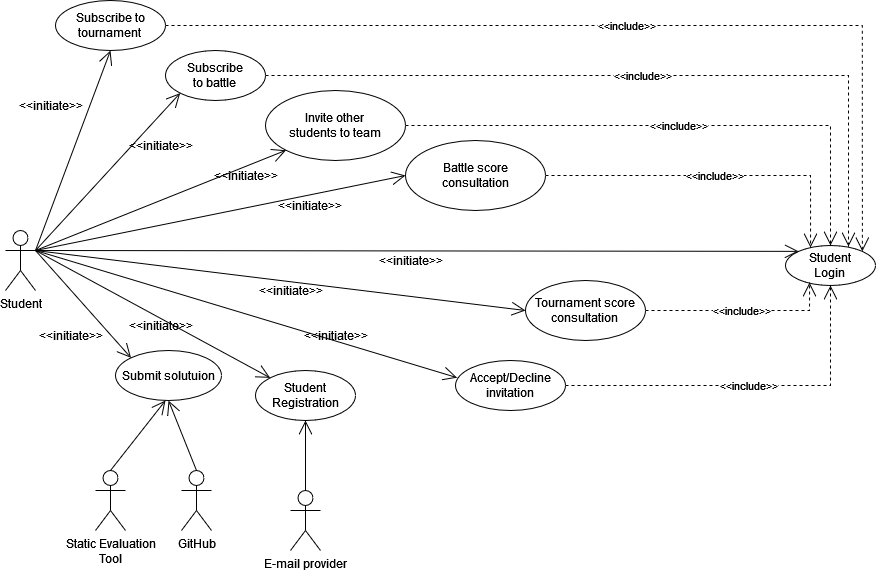 Subscribe to
tournament
<<include>>
Subscribe
to battle
<<include>>
<<initiate>>
Invite other
students to team
<<include>>
<<initiate>>
Battle score
consultation
<<include>>
<<initiate>>
<<initiate>>
Student
Login
<<initiate>>
Student
<<initiate>>
Tournament score
consultation
<<include>>
<<initiate>>
<<initiate>>
<<initiate>>
Submit solutuion
Student
Registration
Accept/Decline
invitation
<<include>>
Static Evaluation
Tool
GitHub
E-mail provider